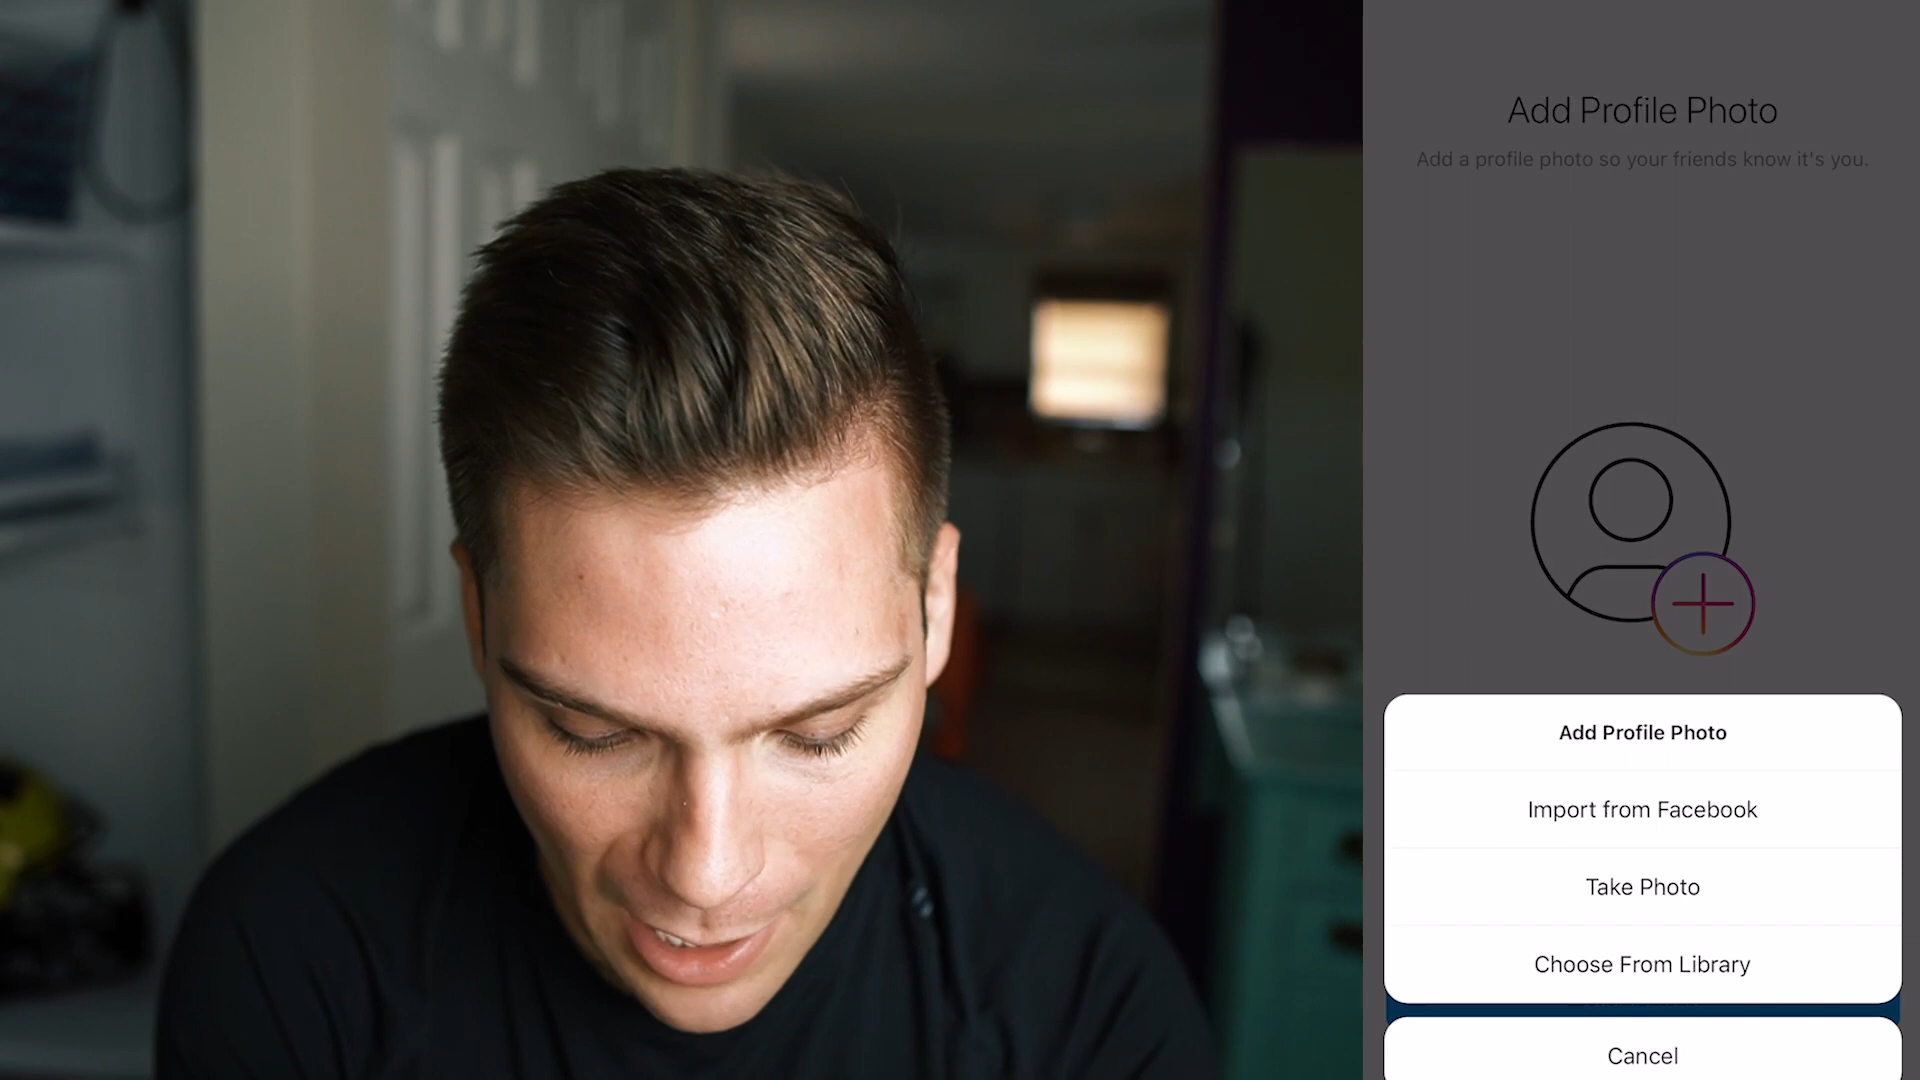 Add Profile Photo
Add a profile photo so your friends know it's you.
Add Profile Photo
Import from Facebook
Take Photo
Choose From Library
Cancel